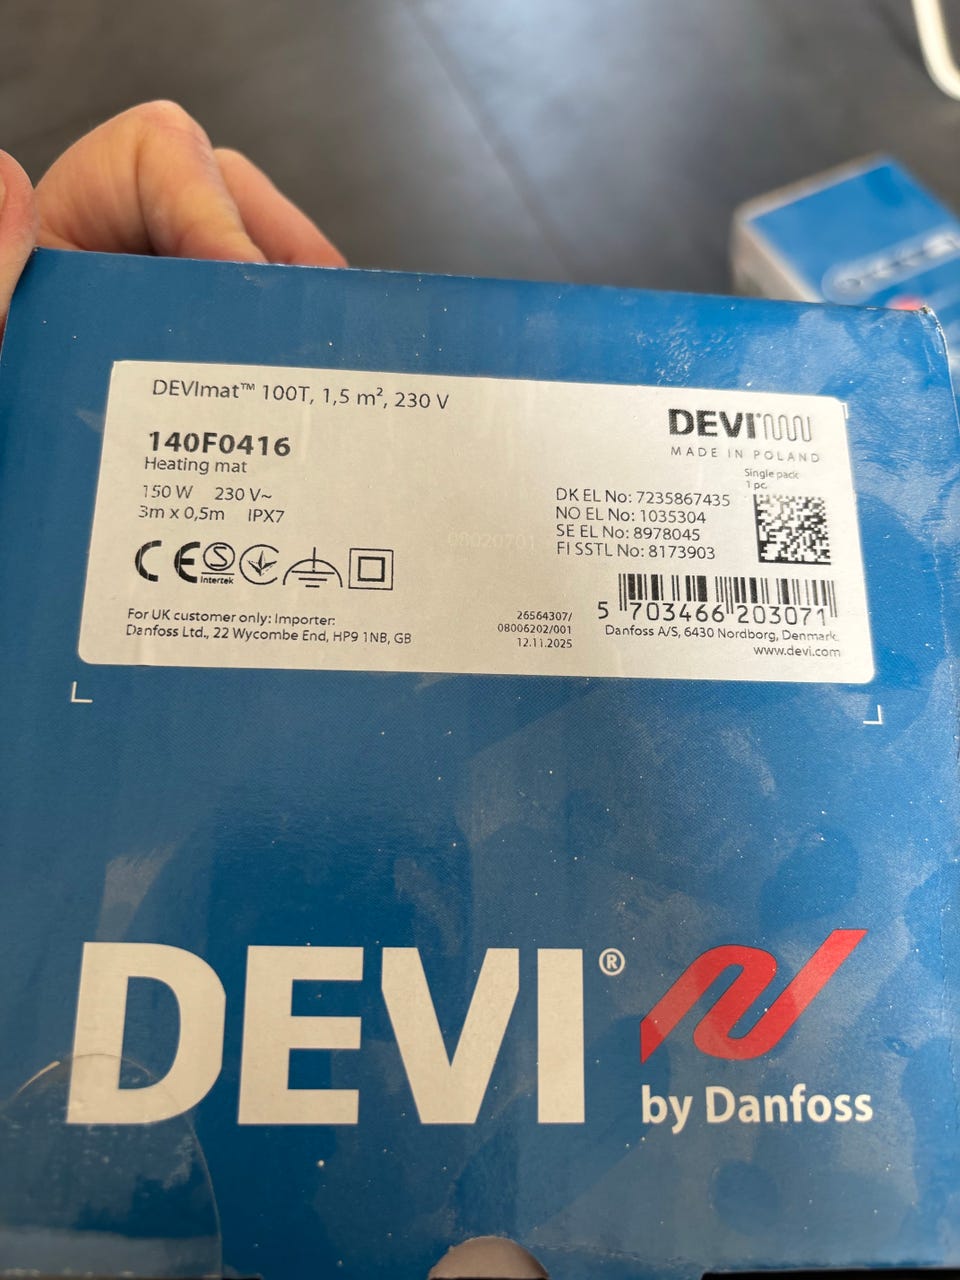 DEVImat™ 100T, 1,5 m², 230 V
140F0416
Heating mat
150 W 230 V~
3m x 0,5m IPX7
DEVI
MADE IN POLAND
Single pack
1 pc.
DK EL No: 7235867435
NO EL No: 1035304
SE EL No: 8978045
FI SSTL No: 8173903
08020701
CE S Intertek
For UK customer only: Importer:
Danfoss Ltd., 22 Wycombe End, HP9 1NB, GB
26564307/
08006202/001
12.11.2025
5 703466 203071
Danfoss A/S, 6430 Nordborg, Denmark
www.devi.com
DEVI®
by Danfoss